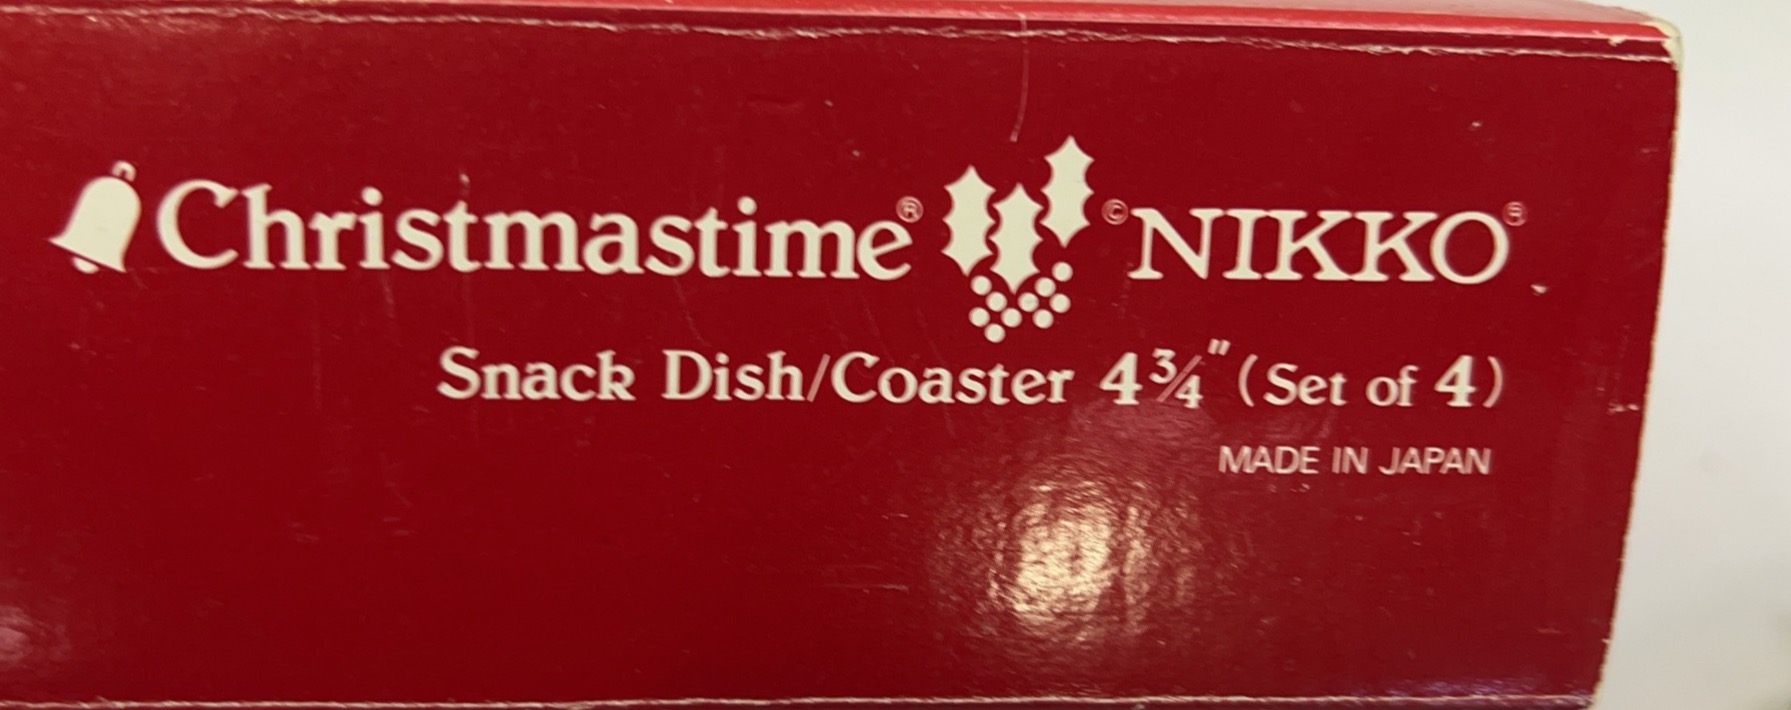 Christmastime® ©NIKKO®
Snack Dish/Coaster 4¾" (Set of 4)
MADE IN JAPAN